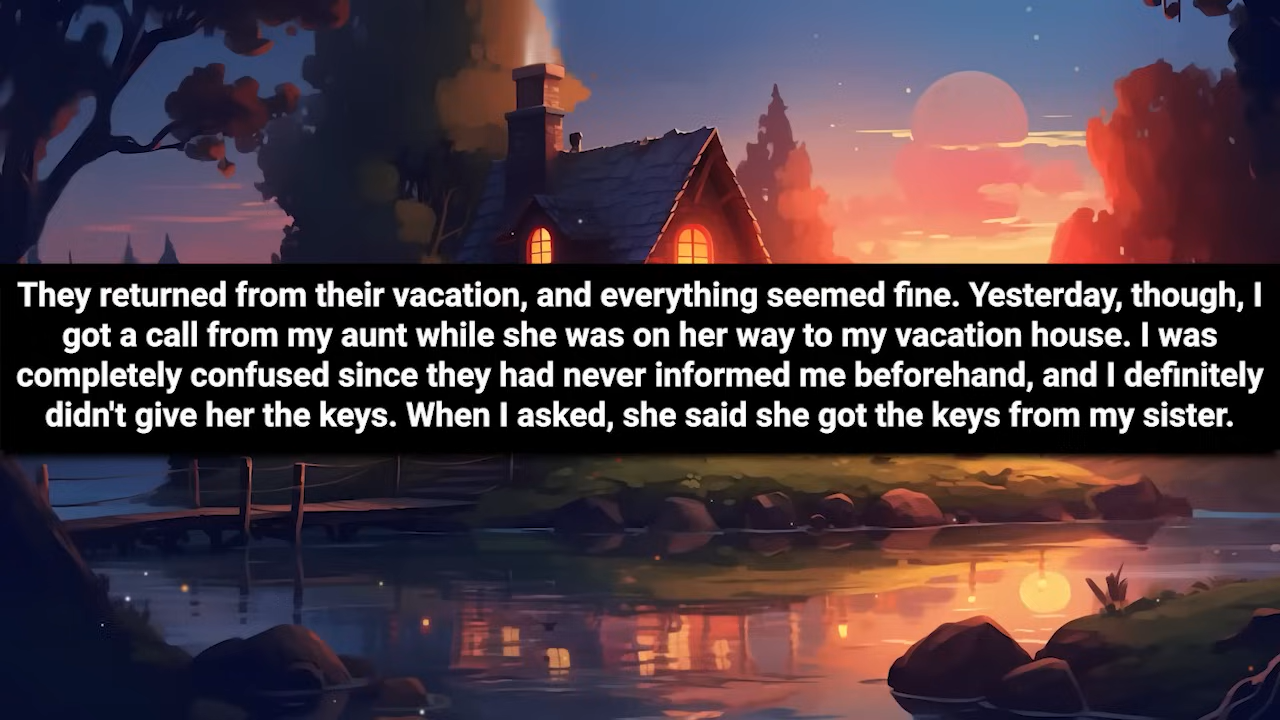 They returned from their vacation, and everything seemed fine. Yesterday, though, I
got a call from my aunt while she was on her way to my vacation house. I was
completely confused since they had never informed me beforehand, and I definitely
didn't give her the keys. When I asked, she said she got the keys from my sister.